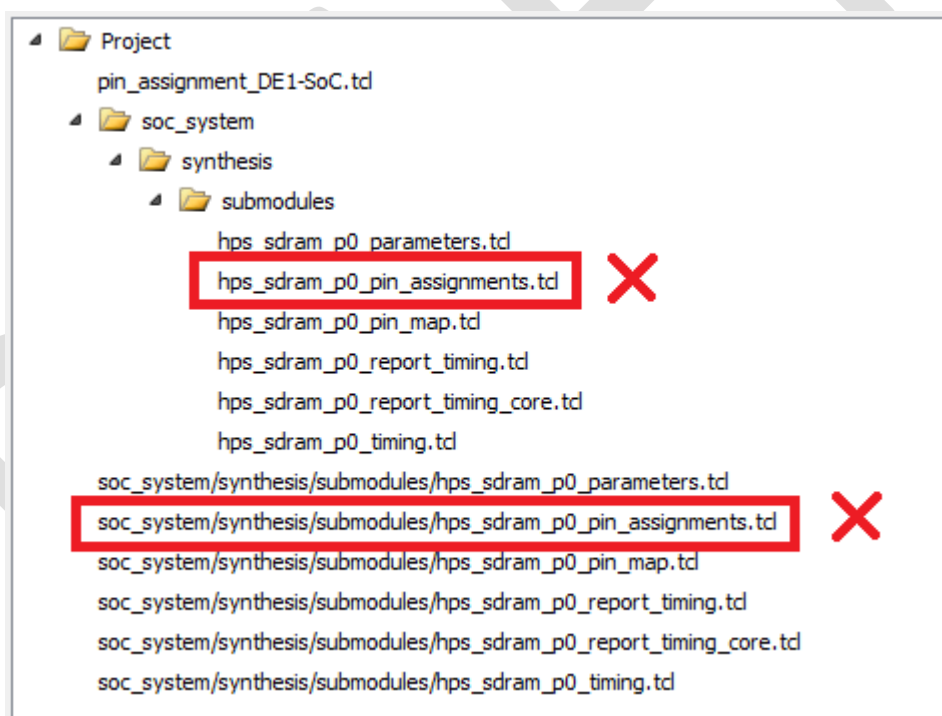 Project
pin_assignment_DE1-SoC.tcl
soc_system
synthesis
submodules
hps_sdram_p0_parameters.tcl
hps_sdram_p0_pin_assignments.tcl
hps_sdram_p0_pin_map.tcl
hps_sdram_p0_report_timing.tcl
hps_sdram_p0_report_timing_core.tcl
hps_sdram_p0_timing.tcl
soc_system/synthesis/submodules/hps_sdram_p0_parameters.tcl
soc_system/synthesis/submodules/hps_sdram_p0_pin_assignments.tcl
soc_system/synthesis/submodules/hps_sdram_p0_pin_map.tcl
soc_system/synthesis/submodules/hps_sdram_p0_report_timing.tcl
soc_system/synthesis/submodules/hps_sdram_p0_report_timing_core.tcl
soc_system/synthesis/submodules/hps_sdram_p0_timing.tcl